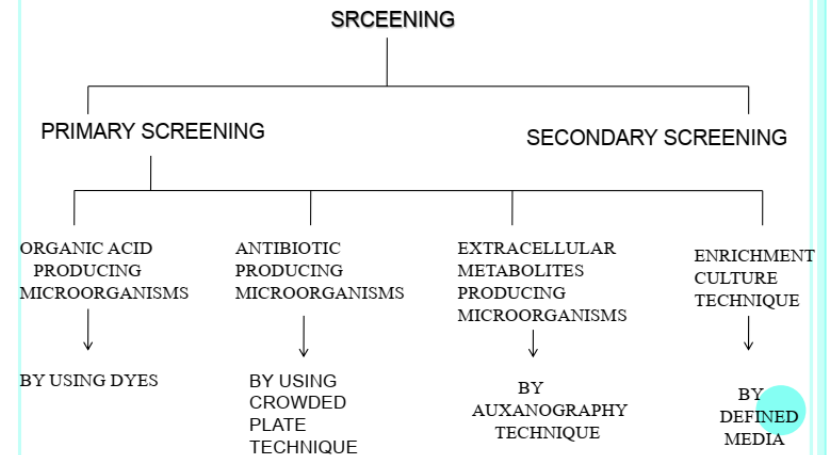 SRCEENING
PRIMARY SCREENING
SECONDARY SCREENING
ORGANIC ACID
PRODUCING
MICROORGANISMS
ANTIBIOTIC
PRODUCING
MICROORGANISMS
EXTRACELLULAR
METABOLITES
PRODUCING
MICROORGANISMS
ENRICHMENT
CULTURE
TECHNIQUE
BY USING DYES
BY USING
CROWDED
PLATE
TECHNIQUE
BY
AUXANOGRAPHY
TECHNIQUE
BY
DEFINED
MEDIA